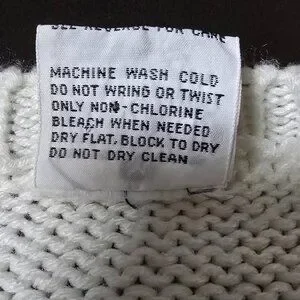 SEE REVERSE FOR CARE
MACHINE WASH COLD
DO NOT WRING OR TWIST
ONLY NON-CHLORINE
BLEACH WHEN NEEDED
DRY FLAT, BLOCK TO DRY
DO NOT DRY CLEAN